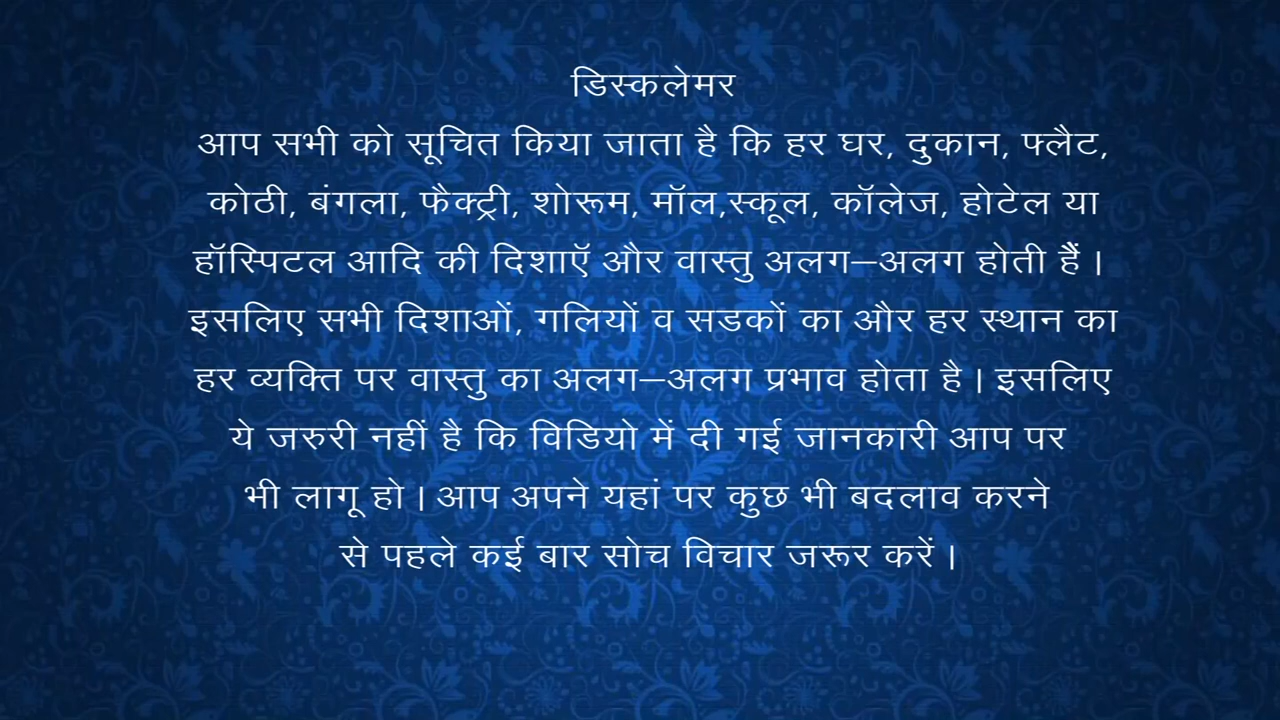 डिस्कलेमर
आप सभी को सूचित किया जाता है कि हर घर, दुकान, फ्लैट,
कोठी, बंगला, फैक्ट्री, शोरूम, मॉल,स्कूल, कॉलेज, होटेल या
हॉस्पिटल आदि की दिशाऍ और वास्तु अलग–अलग होती हैं ।
इसलिए सभी दिशाओं, गलियों व सडकों का और हर स्थान का
हर व्यक्ति पर वास्तु का अलग–अलग प्रभाव होता है । इसलिए
ये जरुरी नहीं है कि विडियो में दी गई जानकारी आप पर
भी लागू हो । आप अपने यहां पर कुछ भी बदलाव करने
से पहले कई बार सोच विचार जरूर करें ।